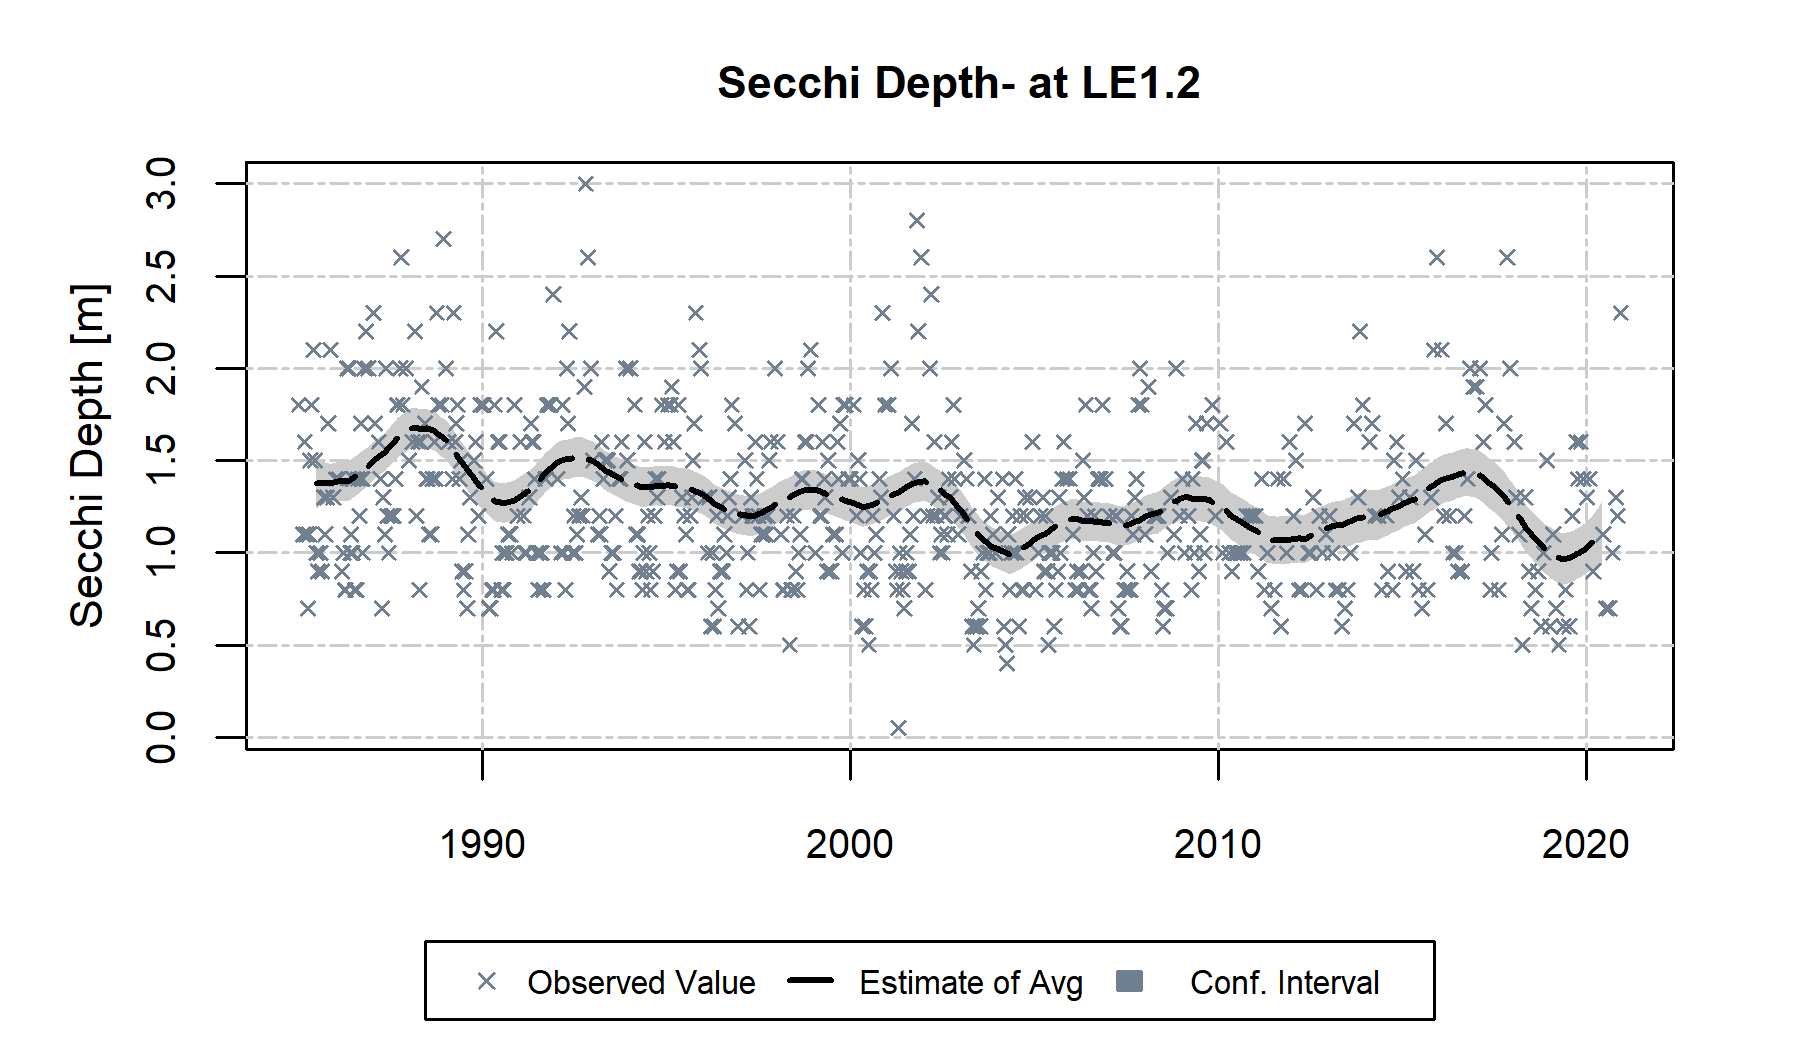 Secchi Depth- at LE1.2
Secchi Depth [m]
3.0
2.5
2.0
1.5
1.0
0.5
0.0
1990 2000 2010 2020
Observed Value Estimate of Avg Conf. Interval